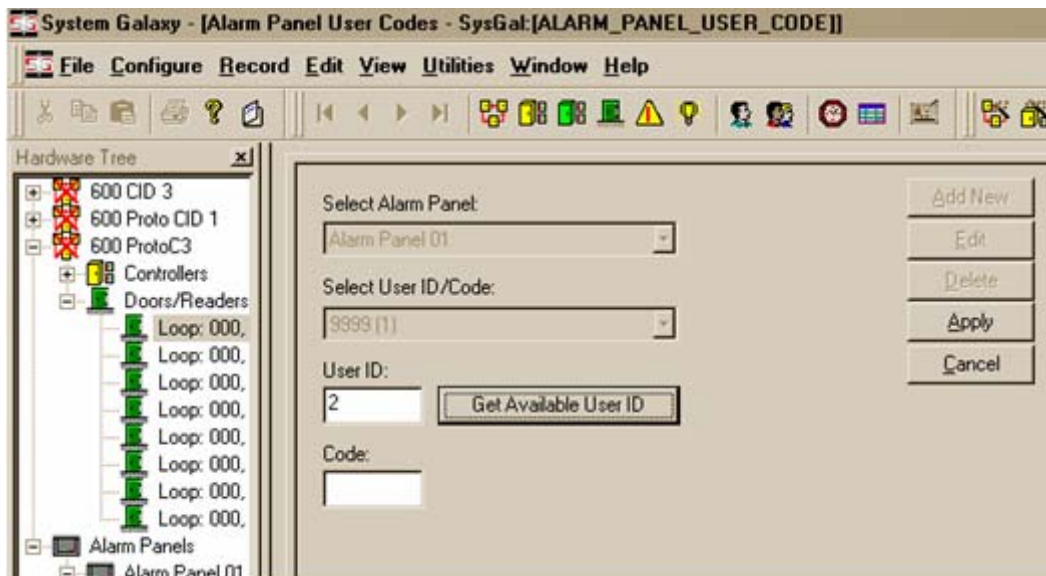 System Galaxy - [Alarm Panel User Codes - SysGal:[ALARM_PANEL_USER_CODE]]
File Configure Record Edit View Utilities Window Help
Hardware Tree
600 CID 3
600 Proto CID 1
600 ProtoC3
Controllers
Doors/Readers
Loop: 000,
Loop: 000,
Loop: 000,
Loop: 000,
Loop: 000,
Loop: 000,
Loop: 000,
Loop: 000,
Alarm Panels
Alarm Panel 01
Select Alarm Panel:
Alarm Panel 01
Select User ID/Code:
9999 (1)
User ID:
2
Get Available User ID
Code:
Add New
Edit
Delete
Apply
Cancel